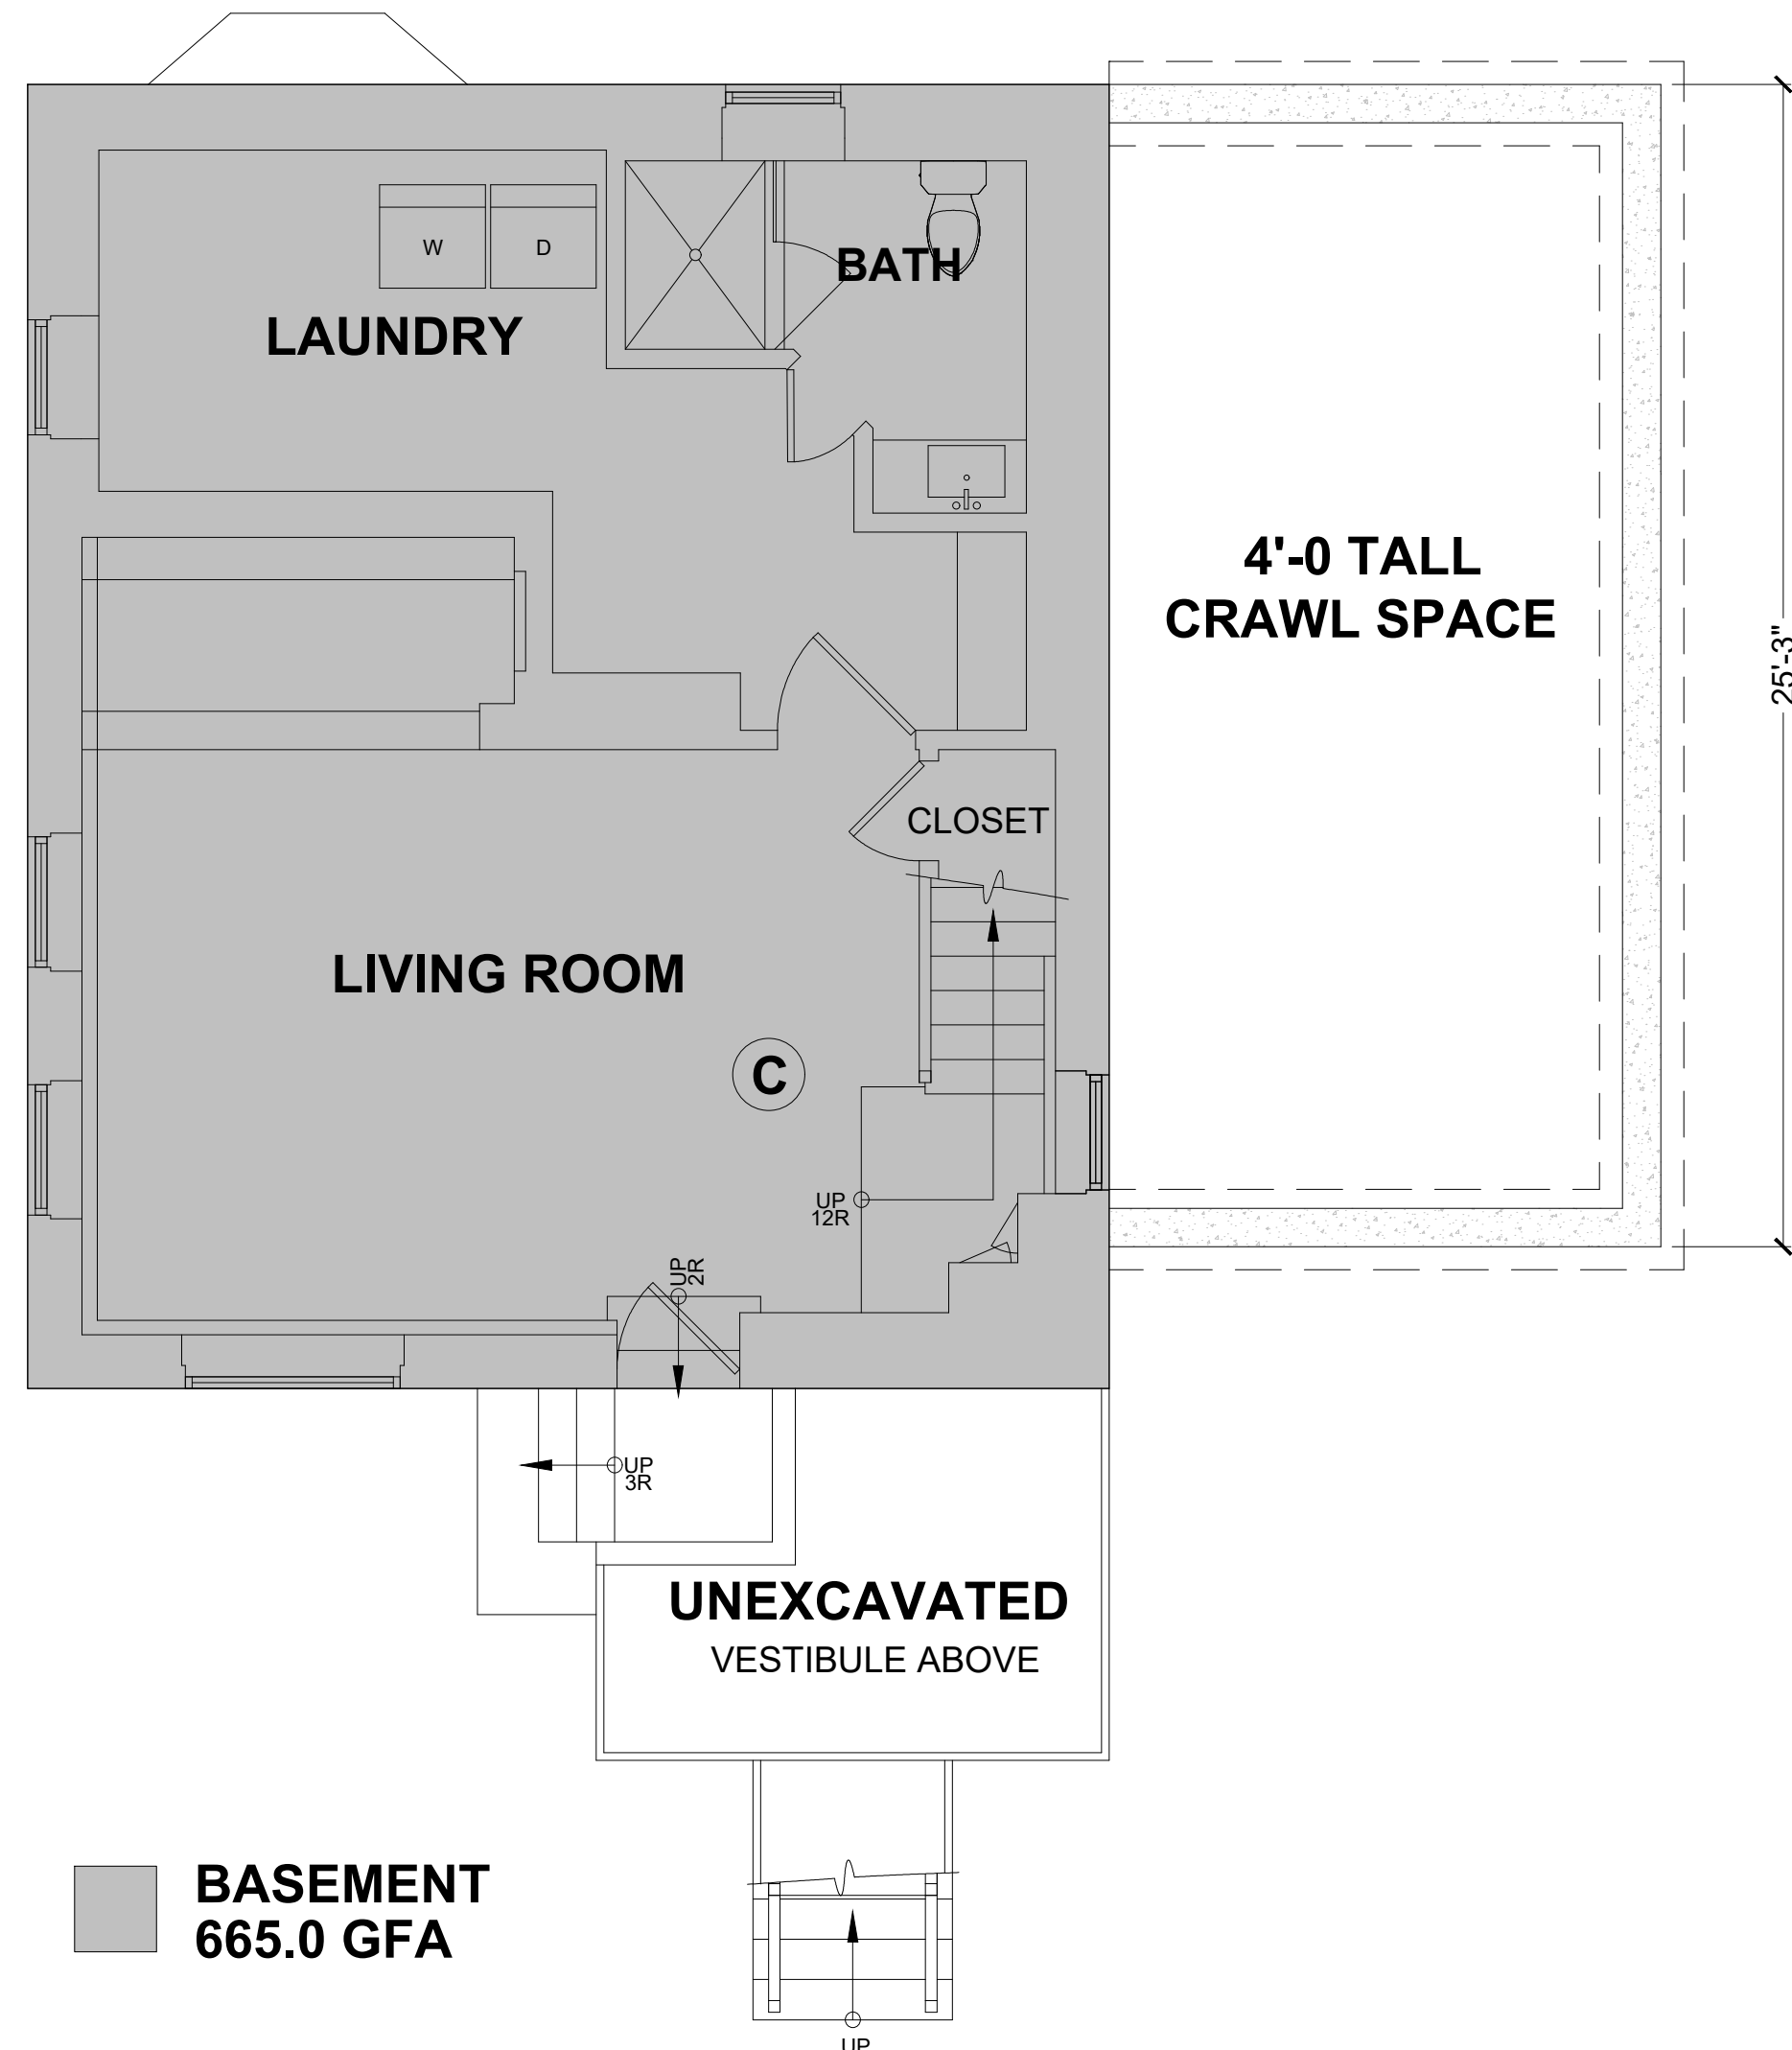 W
D
BATH
LAUNDRY
4'-0 TALL
CRAWL SPACE
25'-3"
CLOSET
LIVING ROOM
C
UP
12R
UP
2R
UP
3R
UNEXCAVATED
VESTIBULE ABOVE
BASEMENT
665.0 GFA
UP